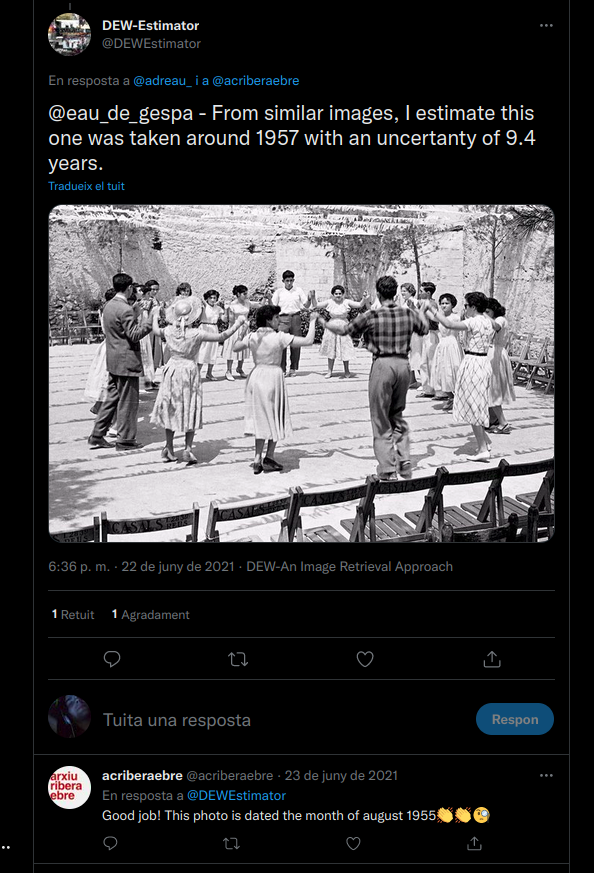 DEW-Estimator
@DEWEstimator
En resposta a @adreau_ i a @acriberaebre
@eau_de_gespa - From similar images, I estimate this
one was taken around 1957 with an uncertanty of 9.4
years.
Tradueix el tuit
6:36 p. m. · 22 de juny de 2021 · DEW-An Image Retrieval Approach
1 Retuit 1 Agradament
Tuita una resposta
Respon
arxiu
ribera
ebre
acriberaebre @acriberaebre · 23 de juny de 2021
En resposta a @DEWEstimator
Good job! This photo is dated the month of august 1955👏👏🧐